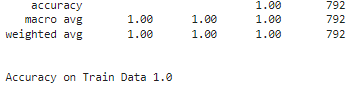 accuracy 1.00 792
macro avg 1.00 1.00 1.00 792
weighted avg 1.00 1.00 1.00 792
Accuracy on Train Data 1.0